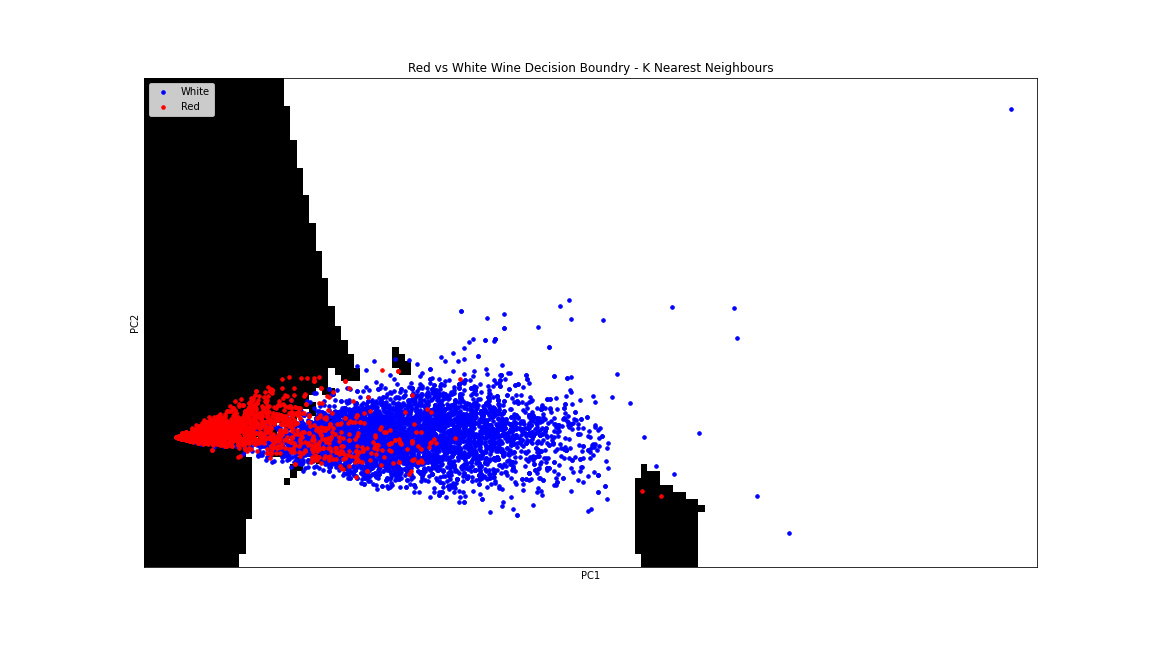 Red vs White Wine Decision Boundry - K Nearest Neighbours
White
Red
PC2
PC1